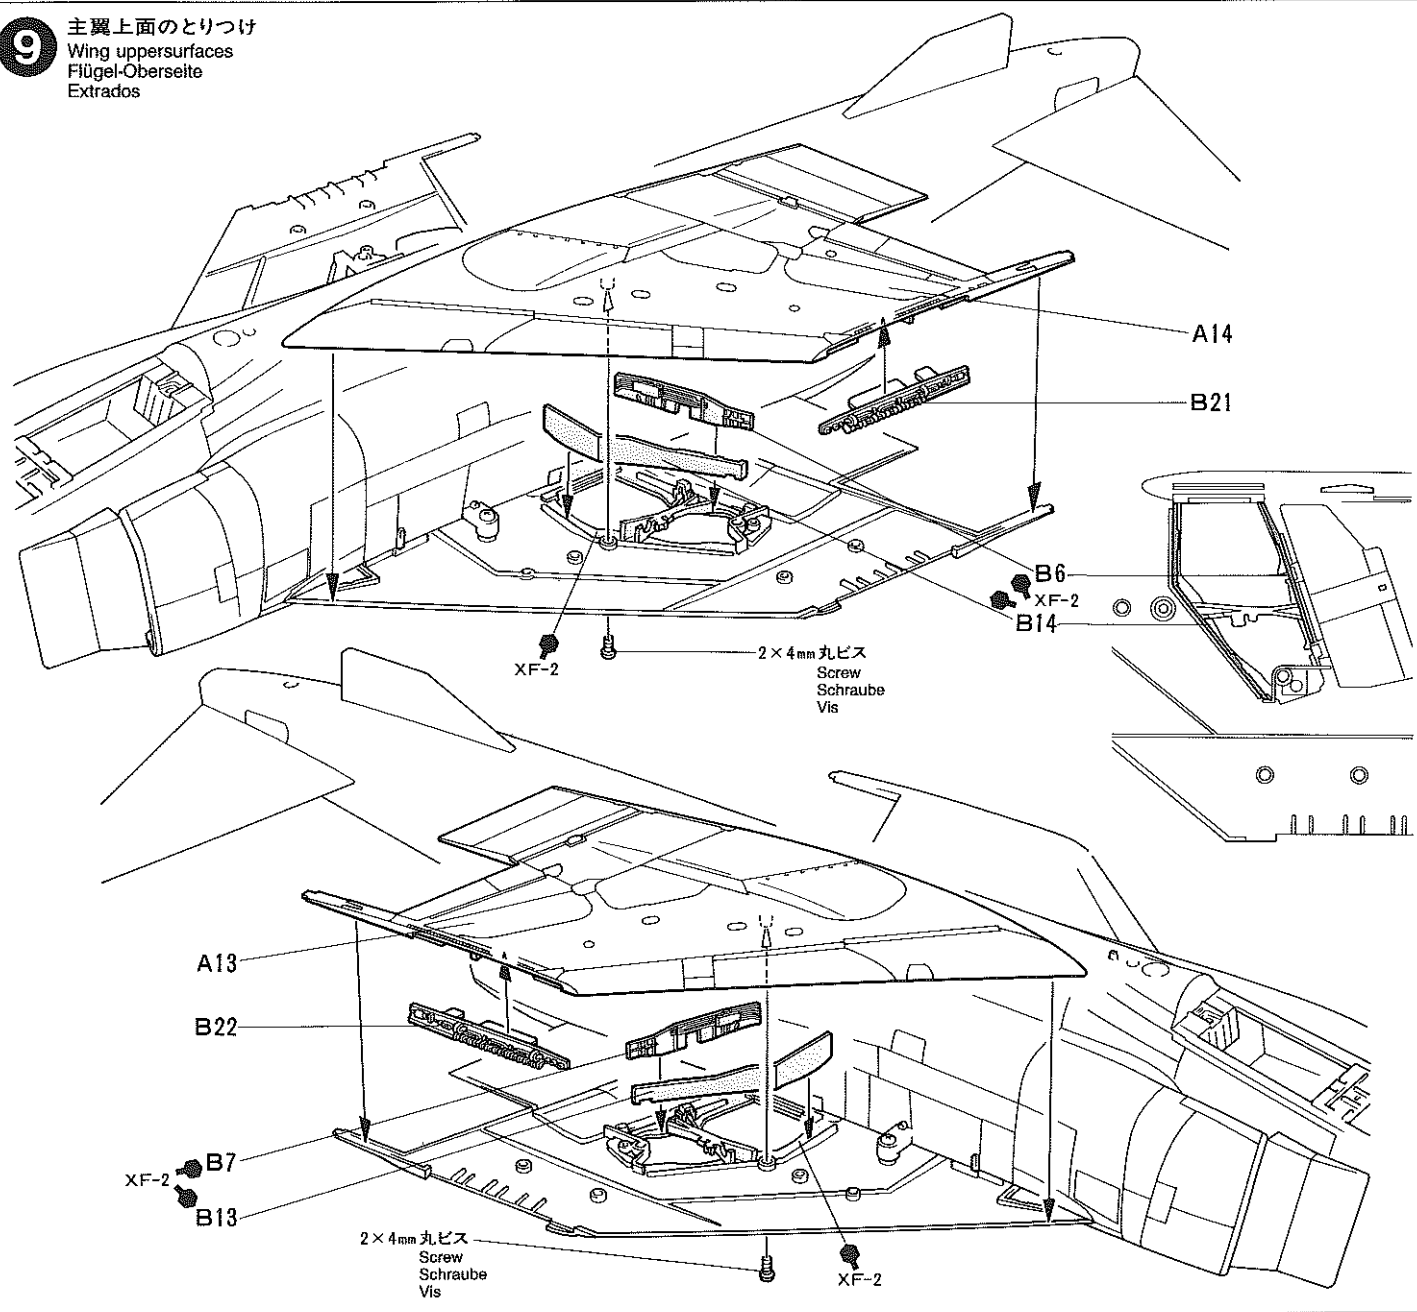 9
主翼上面のとりつけ
Wing uppersurfaces
Flügel-Oberseite
Extrados
A14
B21
B6
XF-2
B14
XF-2
2×4mm丸ビス
Screw
Schraube
Vis
A13
B22
B7
XF-2
B13
2×4mm丸ビス
Screw
Schraube
Vis
XF-2